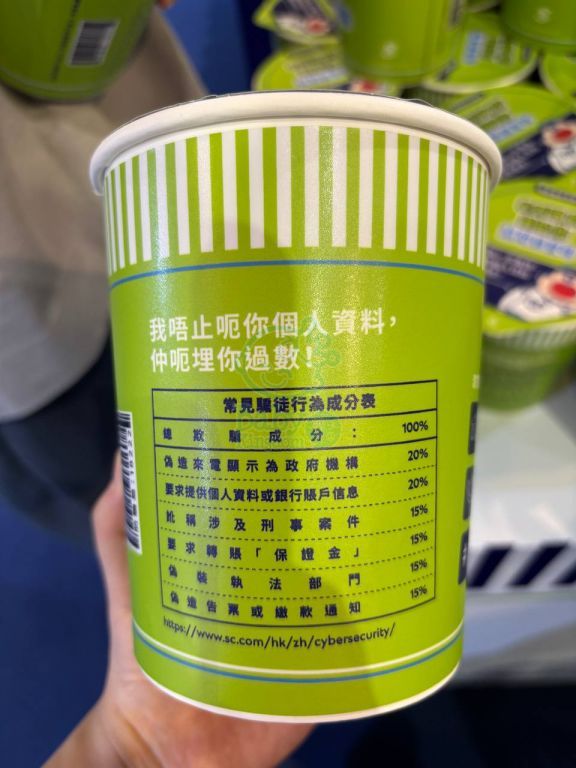 我唔止呃你個人資料，
仲呃埋你過數！
常見騙徒行為成分表
總欺騙成分： 100%
偽造來電顯示為政府機構 20%
要求提供個人資料或銀行賬戶信息 20%
訛稱涉及刑事案件 15%
要求轉賬「保證金」 15%
偽裝執法部門 15%
偽造告票或繳款通知 15%
https://www.sc.com/hk/zh/cybersecurity/